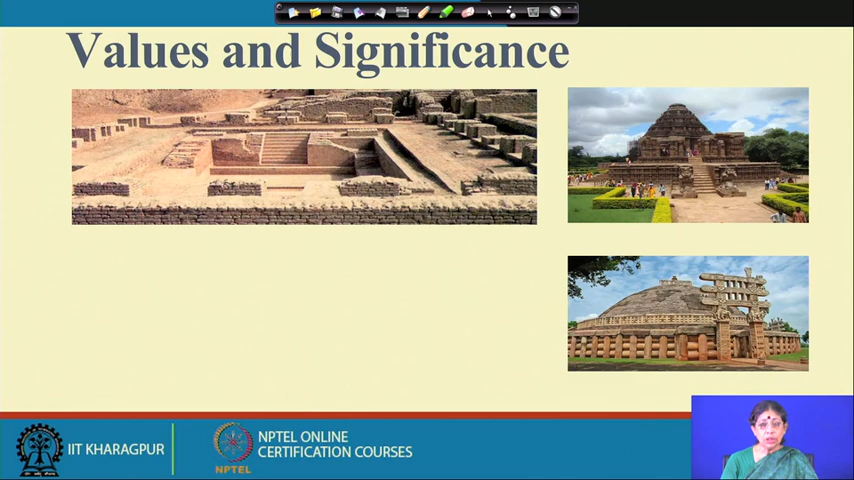 Values and Significance
IIT KHARAGPUR
NPTEL ONLINE
CERTIFICATION COURSES
NPTEL